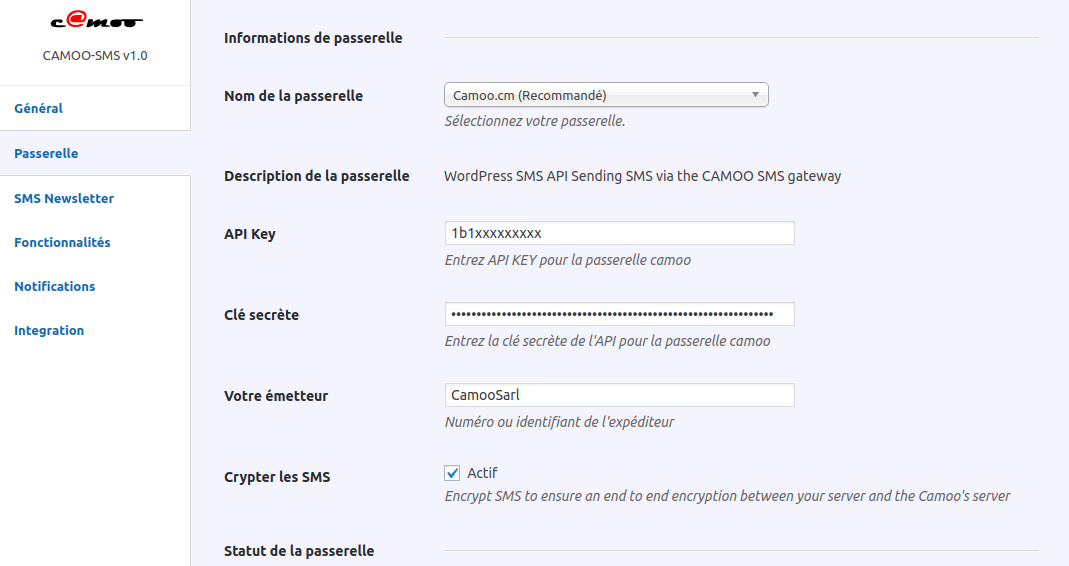 c@moo
CAMOO-SMS v1.0
Général
Passerelle
SMS Newsletter
Fonctionnalités
Notifications
Integration
Informations de passerelle
Nom de la passerelle
Camoo.cm (Recommandé)
Sélectionnez votre passerelle.
Description de la passerelle
WordPress SMS API Sending SMS via the CAMOO SMS gateway
API Key
1b1xxxxxxxxx
Entrez API KEY pour la passerelle camoo
Clé secrète
Entrez la clé secrète de l'API pour la passerelle camoo
Votre émetteur
CamooSarl
Numéro ou identifiant de l'expéditeur
Crypter les SMS
Actif
Encrypt SMS to ensure an end to end encryption between your server and the Camoo's server
Statut de la passerelle